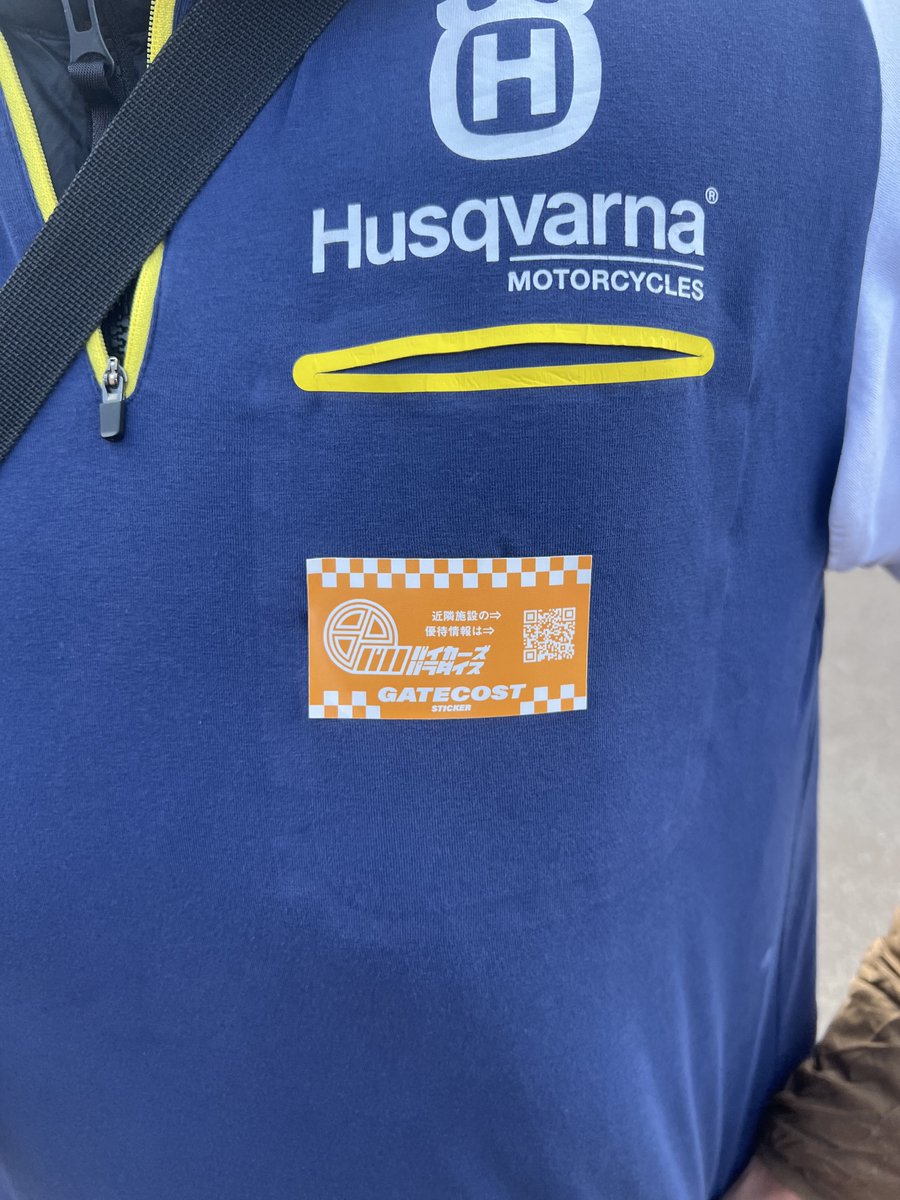 H
Husqvarna®
MOTORCYCLES
近隣施設の⇒
優待情報は⇒
バイカーズ
パラダイス
GATECOST
STICKER